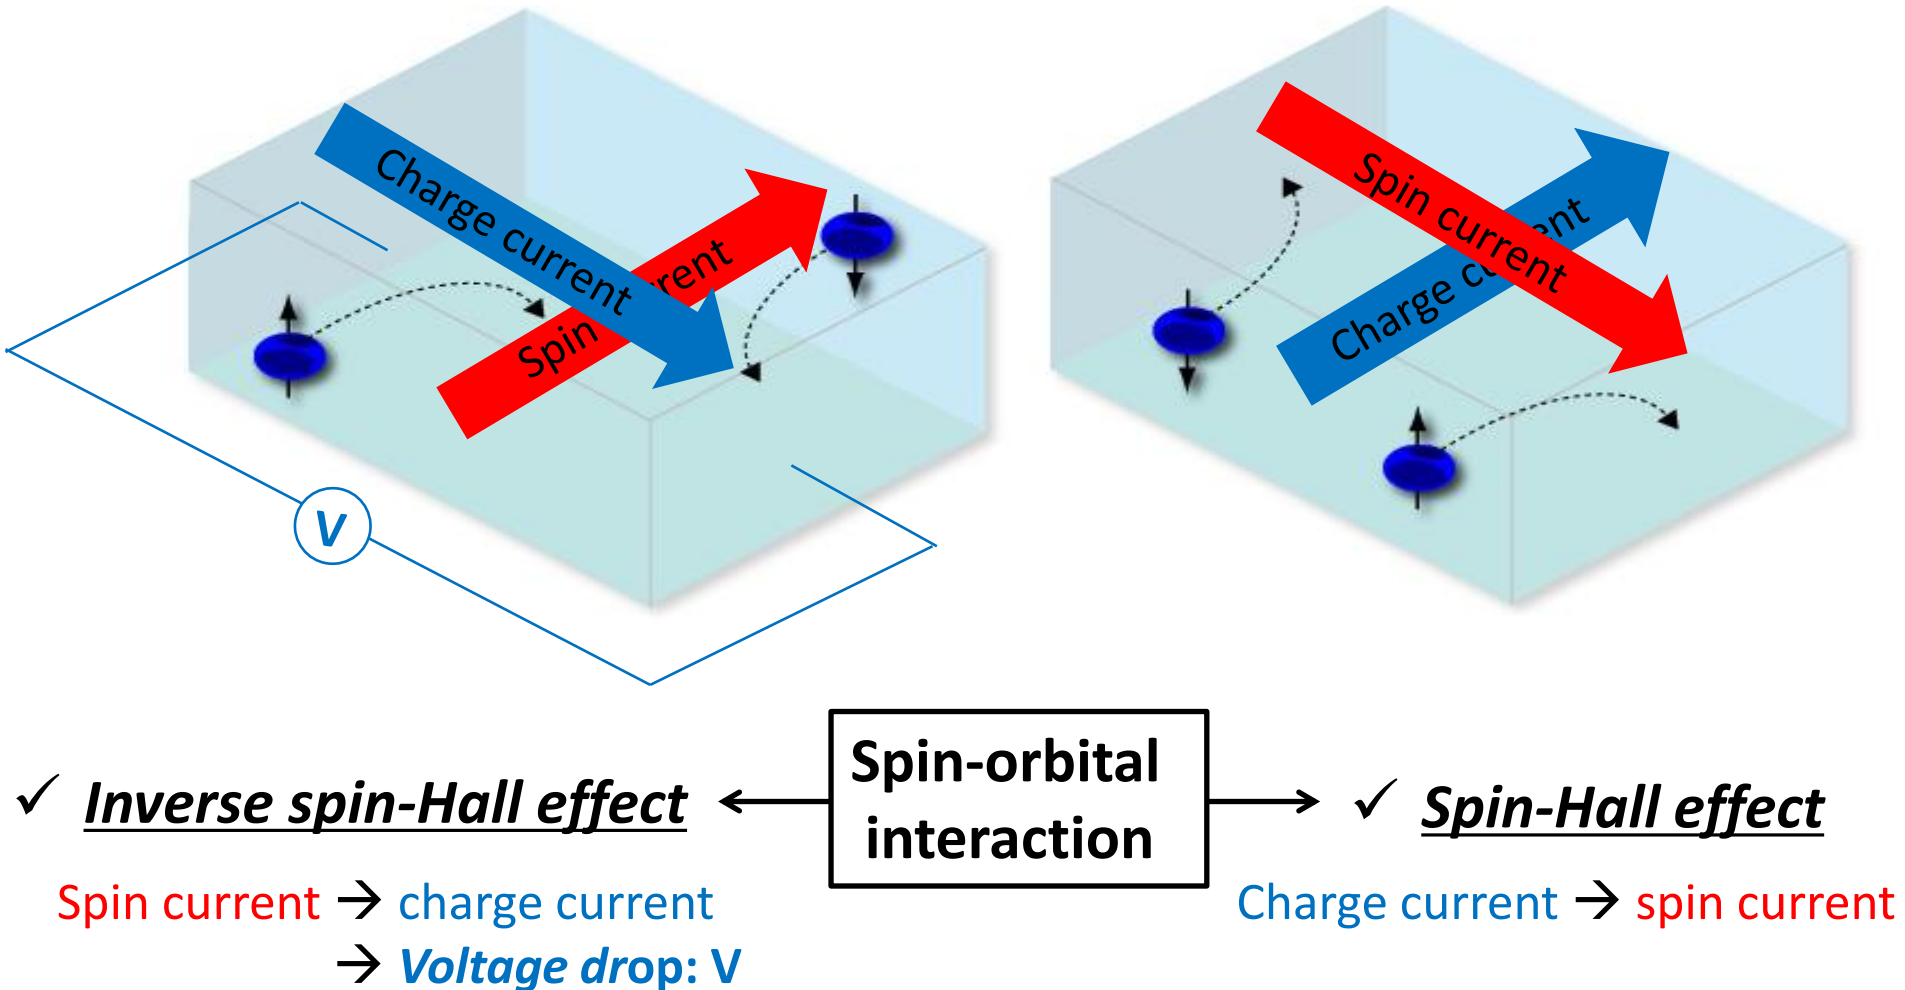 Charge current
Spin current
V
Spin current
Charge current
Spin-orbital
interaction
✓ Inverse spin-Hall effect
✓ Spin-Hall effect
Spin current → charge current
→ Voltage drop: V
Charge current → spin current